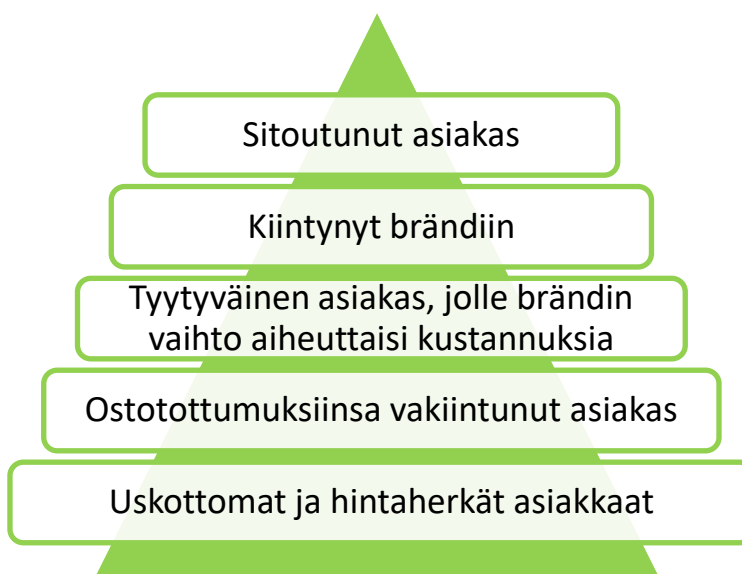 Sitoutunut asiakas
Kiintynyt brändiin
Tyytyväinen asiakas, jolle brändin
vaihto aiheuttaisi kustannuksia
Ostotottumuksiinsa vakiintunut asiakas
Uskottomat ja hintaherkät asiakkaat